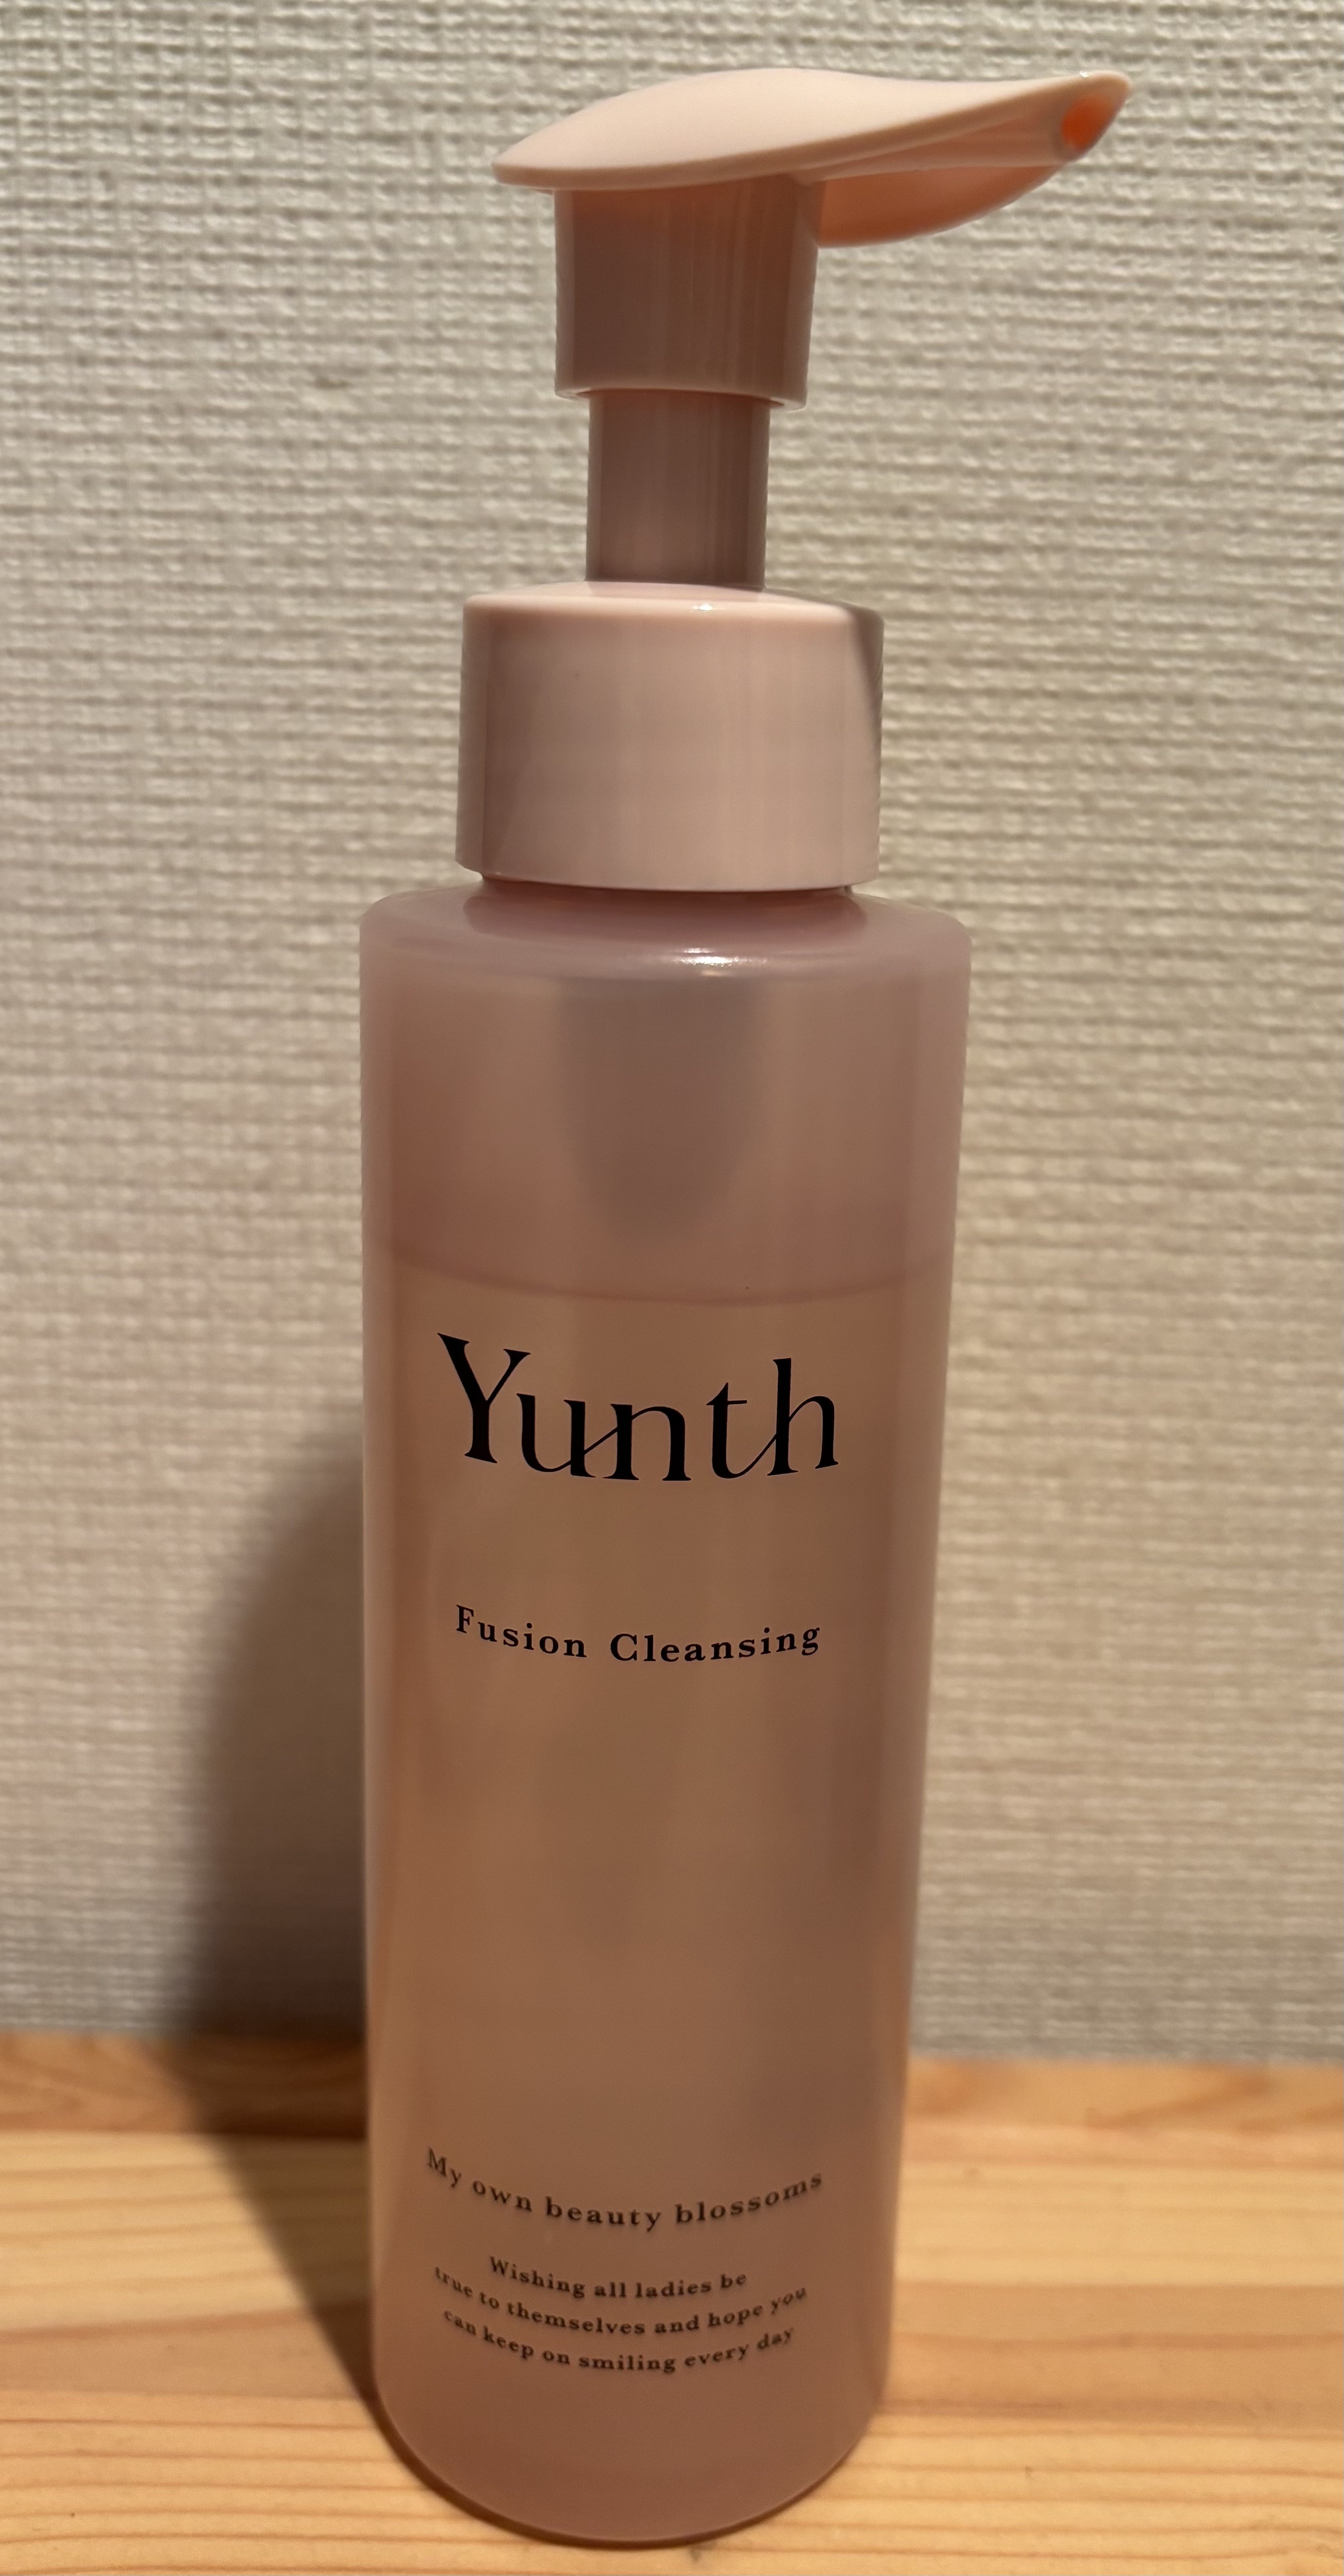 Yunth
Fusion Cleansing
My own beauty blossoms
Wishing all ladies be
true to themselves and hope you
can keep on smiling every day